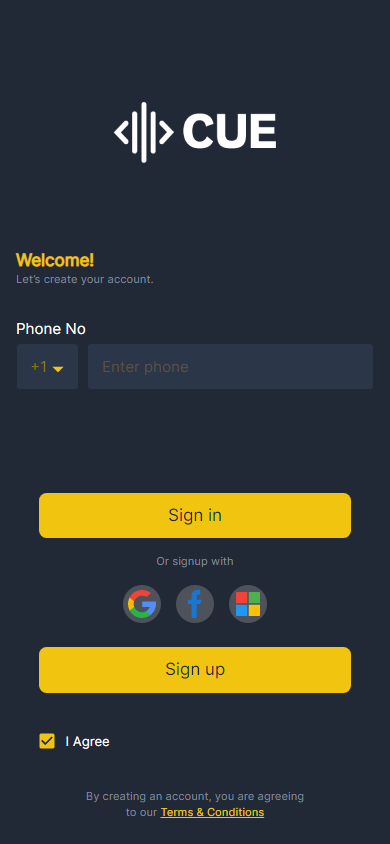 CUE
Welcome!
Let's create your account.
Phone No
+1 Enter phone
Sign in
Or signup with
Sign up
I Agree
By creating an account, you are agreeing
to our Terms & Conditions